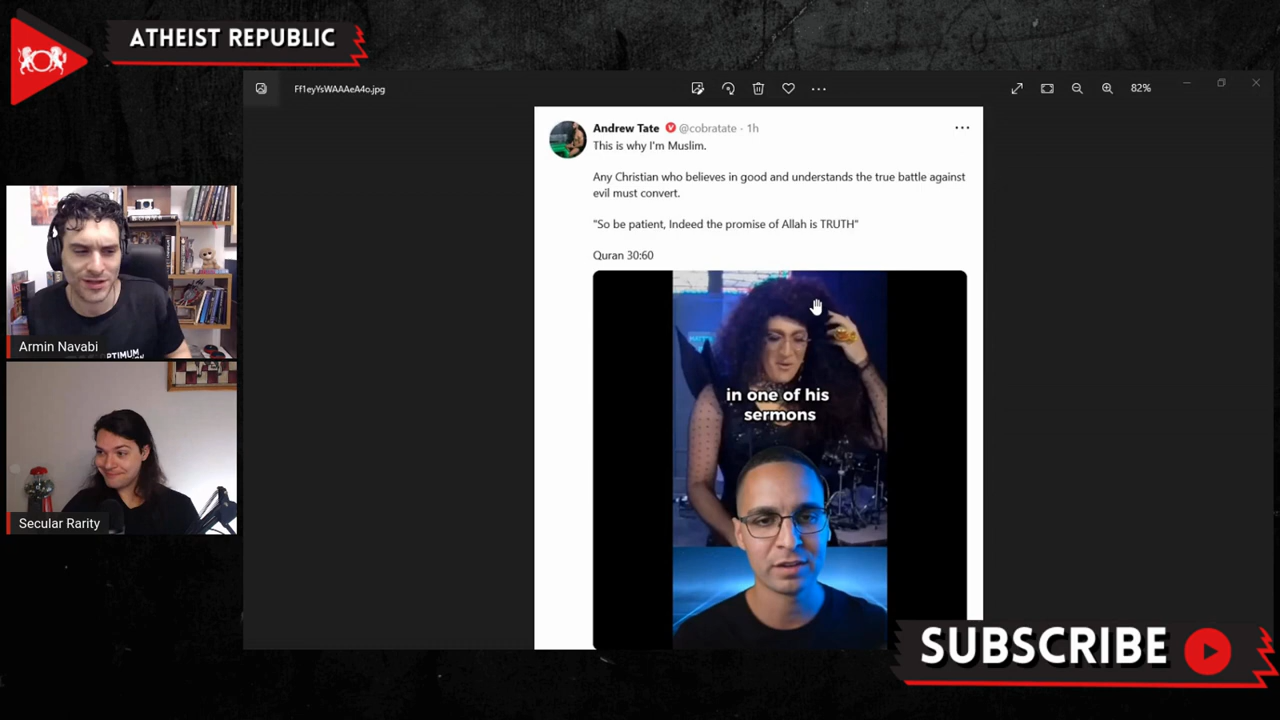 ATHEIST REPUBLIC
Ff1eyYsWAAAeA4o.jpg
82%
Andrew Tate @cobratate · 1h
This is why I'm Muslim.
Any Christian who believes in good and understands the true battle against
evil must convert.
"So be patient, Indeed the promise of Allah is TRUTH"
Quran 30:60
in one of his
sermons
OPTIMUM
Armin Navabi
Secular Rarity
SUBSCRIBE